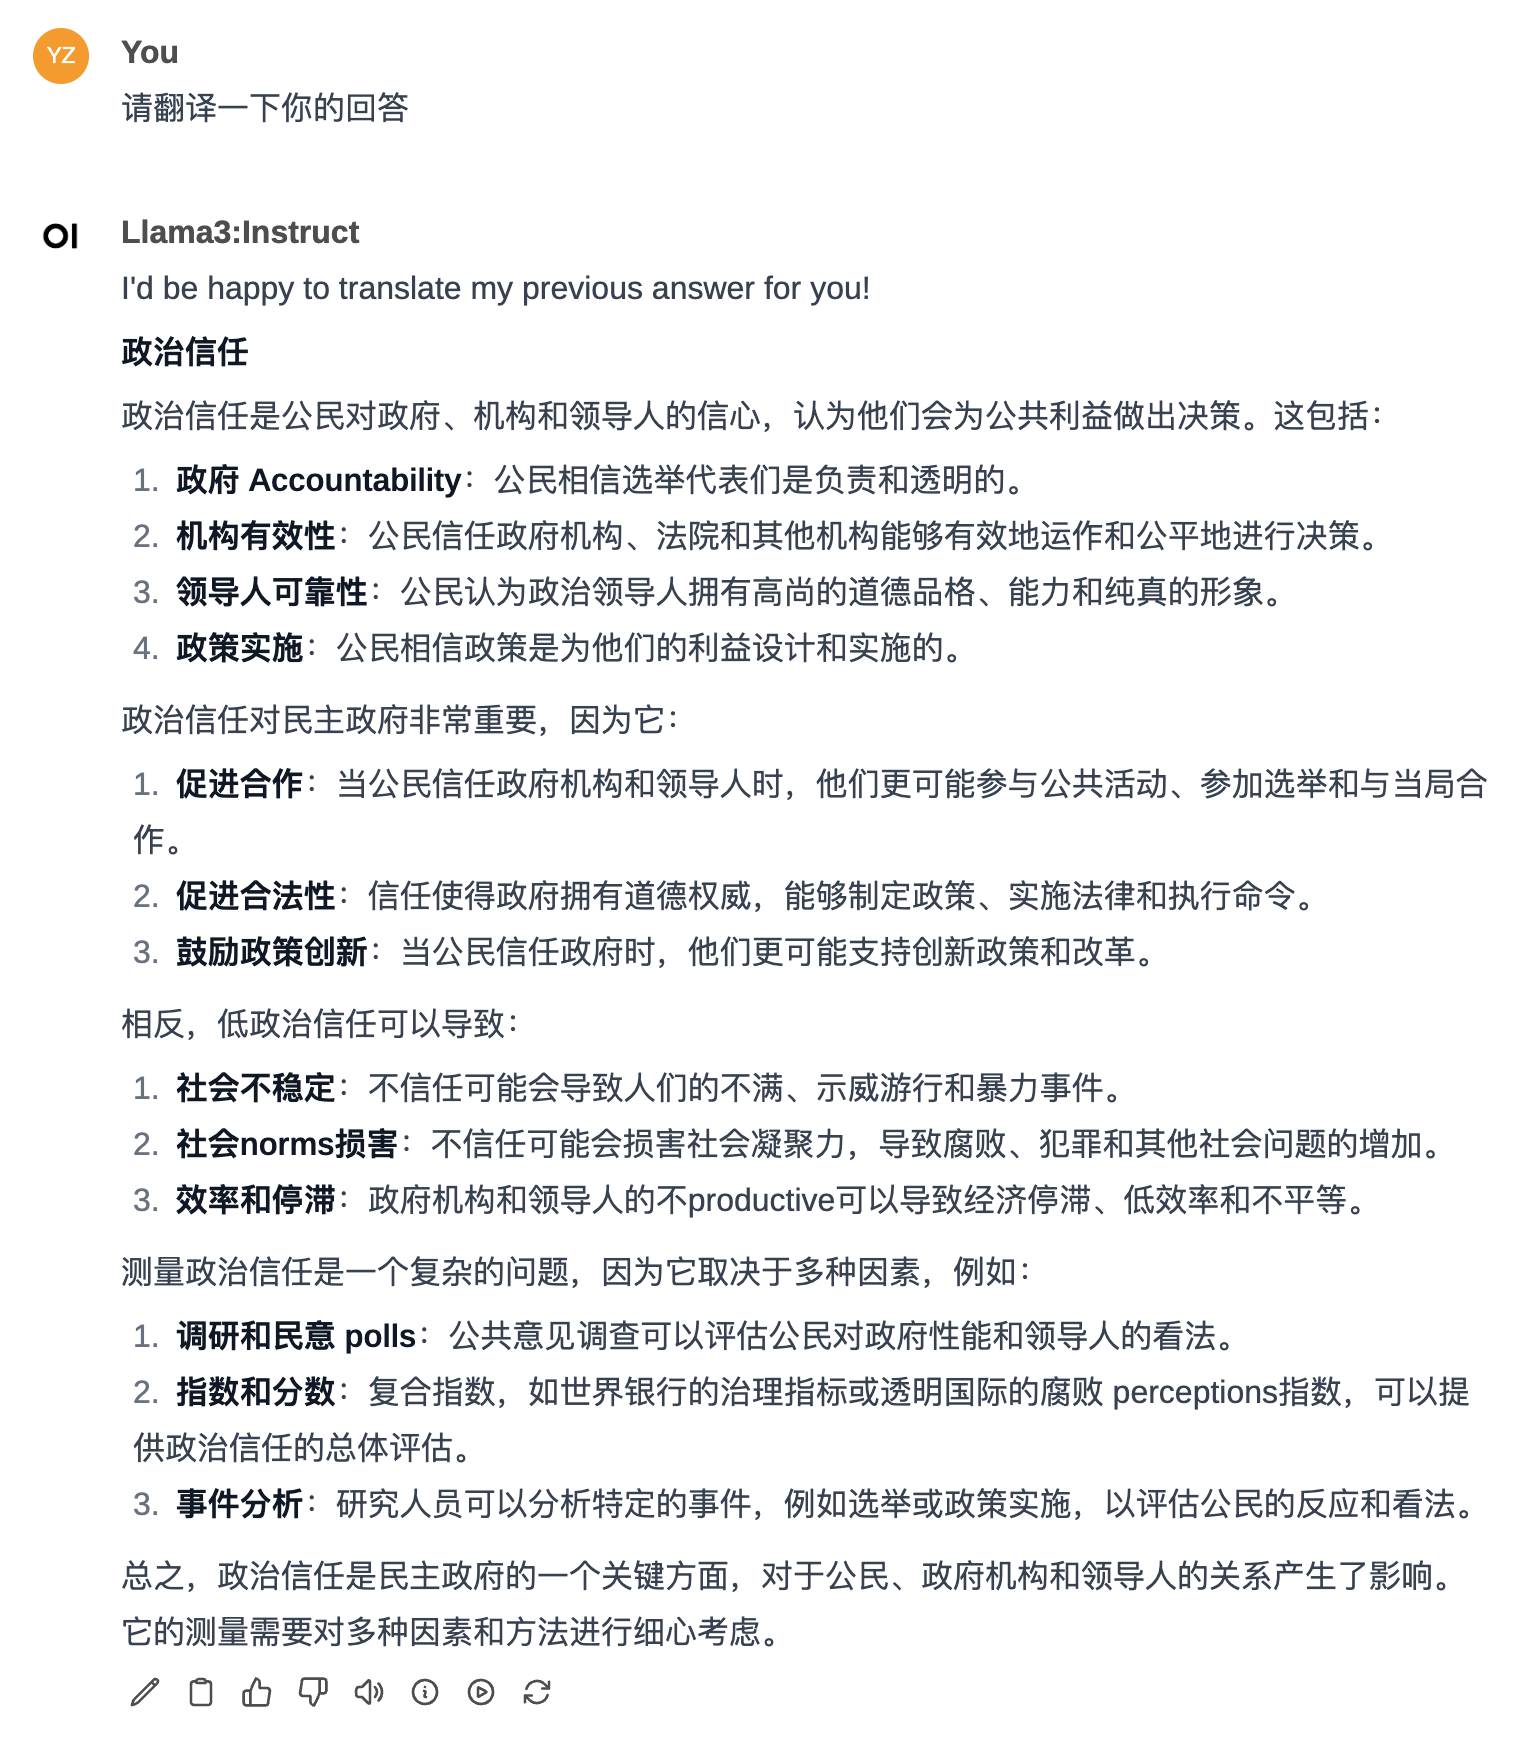 YZ
You
请翻译一下你的回答
OI
Llama3:Instruct
I'd be happy to translate my previous answer for you!
政治信任
政治信任是公民对政府、机构和领导人的信心，认为他们会为公共利益做出决策。这包括：
1. 政府 Accountability：公民相信选举代表们是负责和透明的。
2. 机构有效性：公民信任政府机构、法院和其他机构能够有效地运作和公平地进行决策。
3. 领导人可靠性：公民认为政治领导人拥有高尚的道德品格、能力和纯真的形象。
4. 政策实施：公民相信政策是为他们的利益设计和实施的。
政治信任对民主政府非常重要，因为它：
1. 促进合作：当公民信任政府机构和领导人时，他们更可能参与公共活动、参加选举和与当局合
作。
2. 促进合法性：信任使得政府拥有道德权威，能够制定政策、实施法律和执行命令。
3. 鼓励政策创新：当公民信任政府时，他们更可能支持创新政策和改革。
相反，低政治信任可以导致：
1. 社会不稳定：不信任可能会导致人们的不满、示威游行和暴力事件。
2. 社会norms损害：不信任可能会损害社会凝聚力，导致腐败、犯罪和其他社会问题的增加。
3. 效率和停滞：政府机构和领导人的不productive可以导致经济停滞、低效率和不平等。
测量政治信任是一个复杂的问题，因为它取决于多种因素，例如：
1. 调研和民意 polls：公共意见调查可以评估公民对政府性能和领导人的看法。
2. 指数和分数：复合指数，如世界银行的治理指标或透明国际的腐败 perceptions指数，可以提
供政治信任的总体评估。
3. 事件分析：研究人员可以分析特定的事件，例如选举或政策实施，以评估公民的反应和看法。
总之，政治信任是民主政府的一个关键方面，对于公民、政府机构和领导人的关系产生了影响。
它的测量需要对多种因素和方法进行细心考虑。